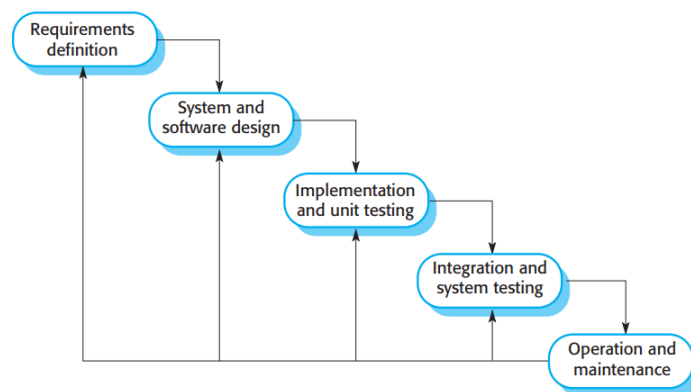 Requirements
definition
System and
software design
Implementation
and unit testing
Integration and
system testing
Operation and
maintenance